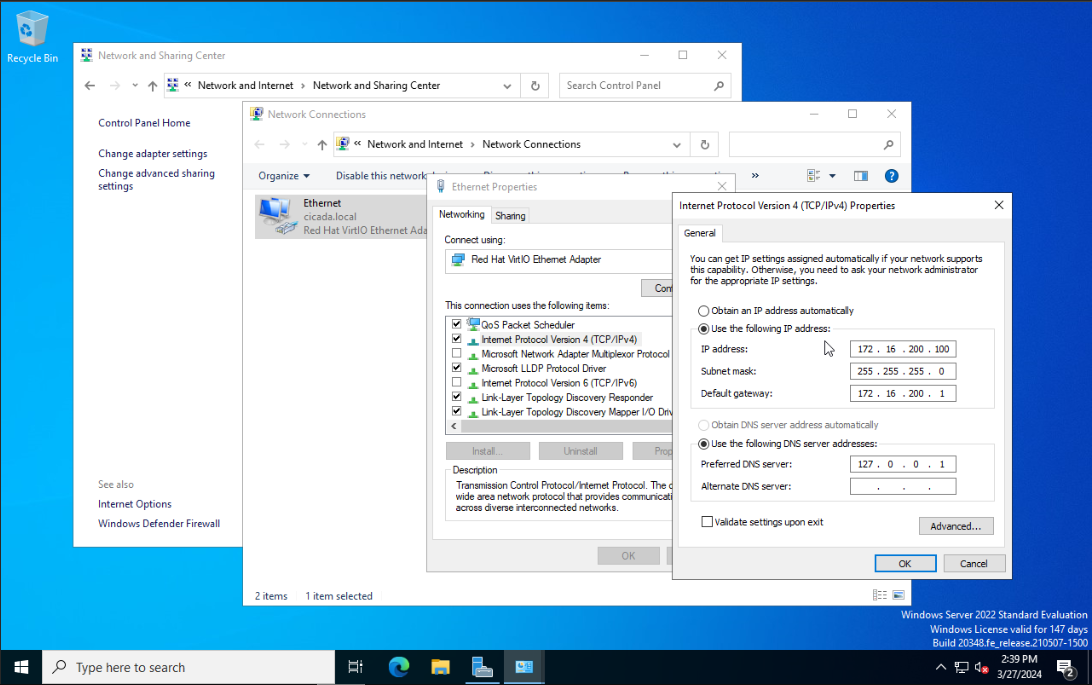 Recycle Bin
Network and Sharing Center
« Network and Internet › Network and Sharing Center
Search Control Panel
Control Panel Home
Change adapter settings
Change advanced sharing
settings
See also
Internet Options
Windows Defender Firewall
Network Connections
« Network and Internet › Network Connections
Organize
Disable this network
»
Ethernet
cicada.local
Red Hat VirtIO Ethernet Ada
2 items
1 item selected
Ethernet Properties
Networking
Sharing
Connect using:
Red Hat VirtIO Ethernet Adapter
Conf
This connection uses the following items:
QoS Packet Scheduler
Internet Protocol Version 4 (TCP/IPv4)
Microsoft Network Adapter Multiplexor Protocol
Microsoft LLDP Protocol Driver
Internet Protocol Version 6 (TCP/IPv6)
Link-Layer Topology Discovery Responder
Link-Layer Topology Discovery Mapper I/O Driv
Install...
Uninstall
Prop
Description
Transmission Control Protocol/Internet Protocol. The d
wide area network protocol that provides communicati
across diverse interconnected networks.
OK
Internet Protocol Version 4 (TCP/IPv4) Properties
General
You can get IP settings assigned automatically if your network supports
this capability. Otherwise, you need to ask your network administrator
for the appropriate IP settings.
Obtain an IP address automatically
Use the following IP address:
IP address: 172 . 16 . 200 . 100
Subnet mask: 255 . 255 . 255 . 0
Default gateway: 172 . 16 . 200 . 1
Obtain DNS server address automatically
Use the following DNS server addresses:
Preferred DNS server: 127 . 0 . 0 . 1
Alternate DNS server: . . .
Validate settings upon exit
Advanced...
OK
Cancel
Windows Server 2022 Standard Evaluation
Windows License valid for 147 days
Build 20348.fe_release.210507-1500
Type here to search
2:39 PM
3/27/2024
2